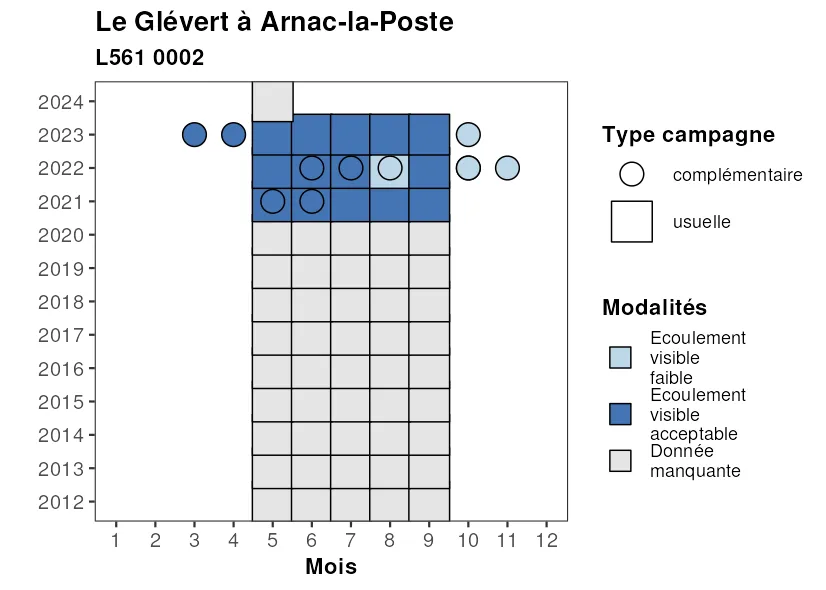 Le Glévert à Arnac-la-Poste
L561 0002
2024
2023
2022
2021
2020
2019
2018
2017
2016
2015
2014
2013
2012
1 2 3 4 5 6 7 8 9 10 11 12
Mois
Type campagne
complémentaire
usuelle
Modalités
Ecoulement
visible
faible
Ecoulement
visible
acceptable
Donnée
manquante